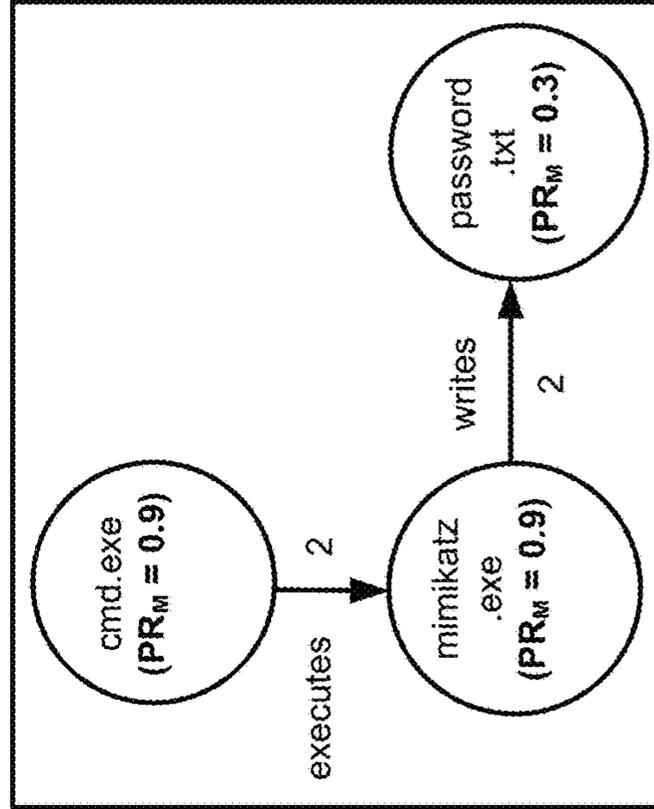 cmd.exe
(PRM = 0.9)
executes
2
mimikatz
.exe
(PRM = 0.9)
writes
2
password
.txt
(PRM = 0.3)